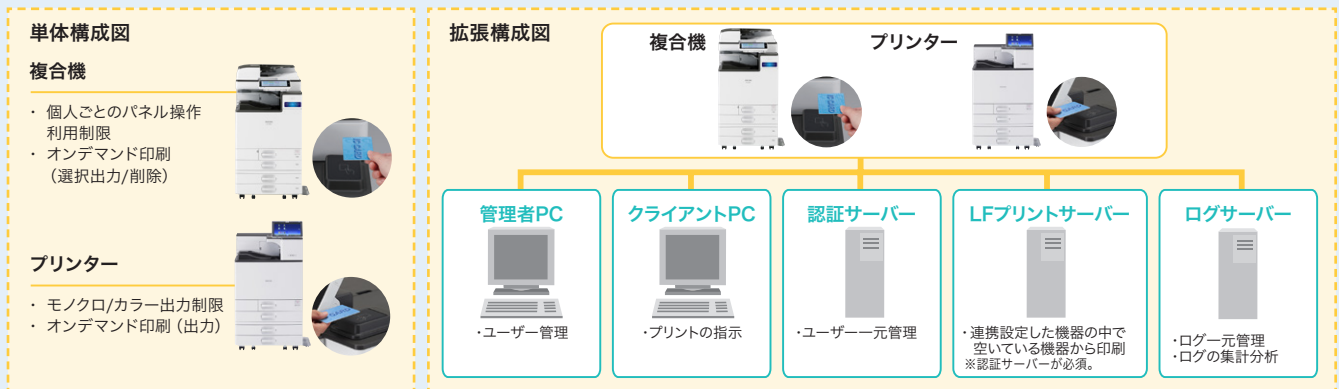 単体構成図
複合機
・ 個人ごとのパネル操作
利用制限
・ オンデマンド印刷
（選択出力/削除）
プリンター
・ モノクロ/カラー出力制限
・ オンデマンド印刷（出力）
拡張構成図
複合機
プリンター
管理者PC
・ユーザー管理
クライアントPC
・プリントの指示
認証サーバー
・ユーザー一元管理
LFプリントサーバー
・連携設定した機器の中で
空いている機器から印刷
※認証サーバーが必須。
ログサーバー
・ログ一元管理
・ログの集計分析